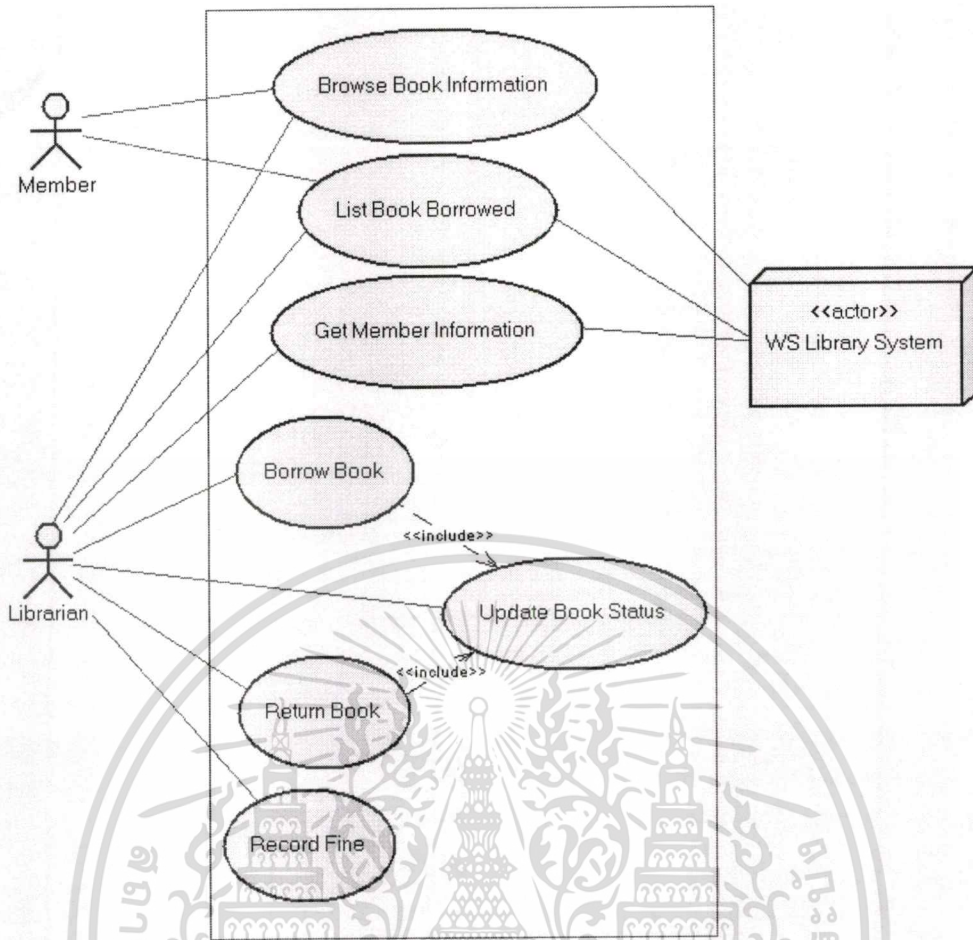 Browse Book Information
Member
List Book Borrowed
Get Member Information
<<actor>>
WS Library System
Borrow Book
<<include>>
Librarian
Update Book Status
<<include>>
Return Book
Record Fine